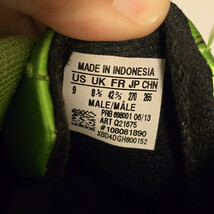 MADE IN INDONESIA
US UK FR JP CHN
9 8½ 42⅔ 270 265
MALE/MÂLE
PRB 698001 06/13
ART Q21675
#108081890
XBD4DGH800152